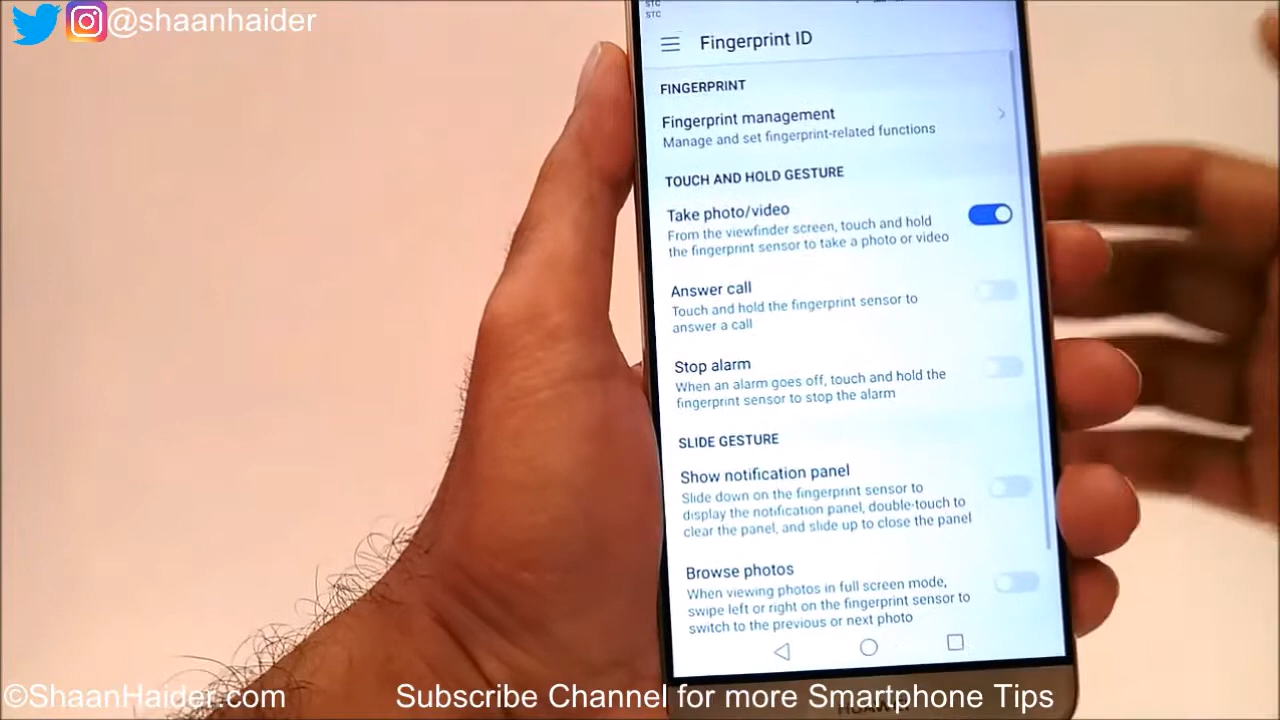 @shaanhaider
STC
STC
Fingerprint ID
FINGERPRINT
Fingerprint management
Manage and set fingerprint-related functions
TOUCH AND HOLD GESTURE
Take photo/video
From the viewfinder screen, touch and hold
the fingerprint sensor to take a photo or video
Answer call
Touch and hold the fingerprint sensor to
answer a call
Stop alarm
When an alarm goes off, touch and hold the
fingerprint sensor to stop the alarm
SLIDE GESTURE
Show notification panel
Slide down on the fingerprint sensor to
display the notification panel, double-touch to
clear the panel, and slide up to close the panel
Browse photos
When viewing photos in full screen mode,
swipe left or right on the fingerprint sensor to
switch to the previous or next photo
©ShaanHaider.com
Subscribe Channel for more Smartphone Tips